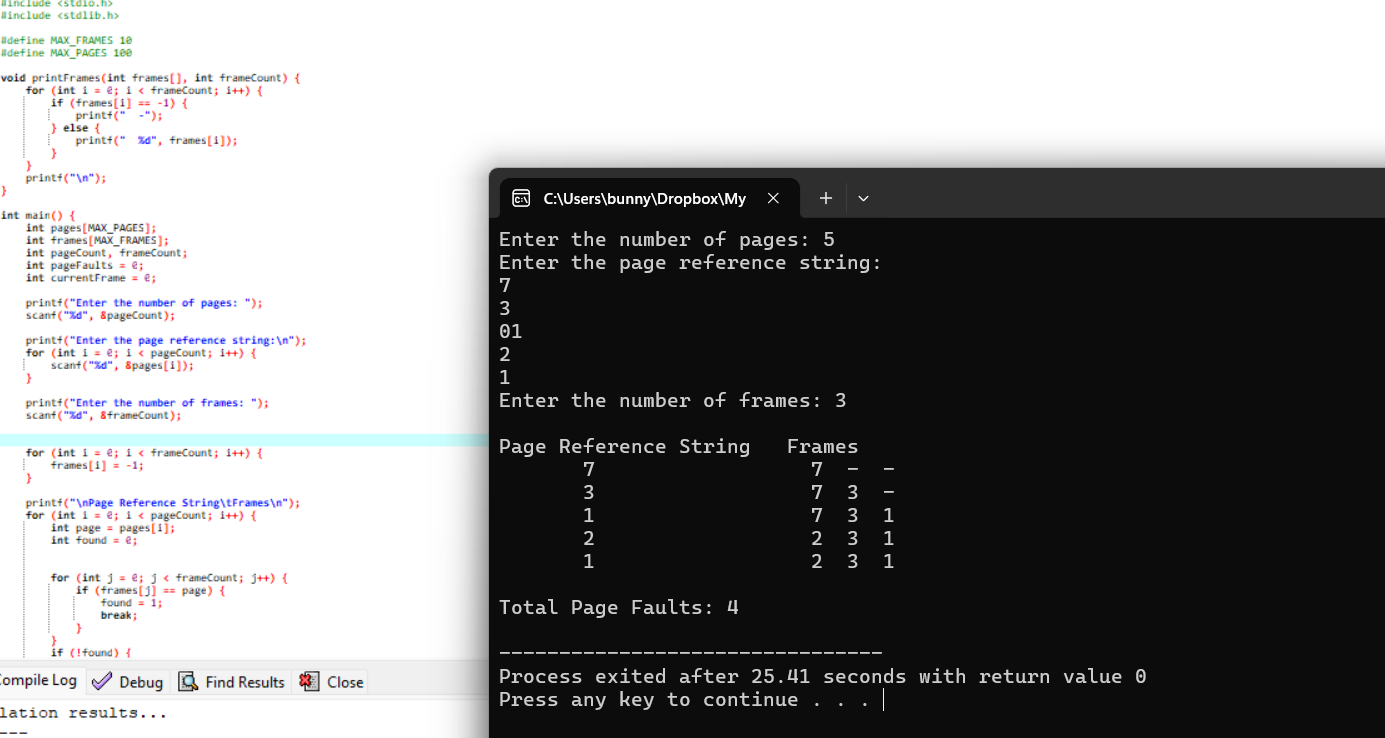 #include <stdio.h>
#include <stdlib.h>
#define MAX_FRAMES 10
#define MAX_PAGES 100
void printFrames(int frames[], int frameCount) {
for (int i = 0; i < frameCount; i++) {
if (frames[i] == -1) {
printf("  -");
} else {
printf("  %d", frames[i]);
}
}
printf("\n");
}
int main() {
int pages[MAX_PAGES];
int frames[MAX_FRAMES];
int pageCount, frameCount;
int pageFaults = 0;
int currentFrame = 0;
printf("Enter the number of pages: ");
scanf("%d", &pageCount);
printf("Enter the page reference string:\n");
for (int i = 0; i < pageCount; i++) {
scanf("%d", &pages[i]);
}
printf("Enter the number of frames: ");
scanf("%d", &frameCount);
for (int i = 0; i < frameCount; i++) {
frames[i] = -1;
}
printf("\nPage Reference String\tFrames\n");
for (int i = 0; i < pageCount; i++) {
int page = pages[i];
int found = 0;
for (int j = 0; j < frameCount; j++) {
if (frames[j] == page) {
found = 1;
break;
}
}
if (!found) {
ompile Log Debug Find Results Close
lation results...
---
C:\Users\bunny\Dropbox\My
Enter the number of pages: 5
Enter the page reference string:
7
3
01
2
1
Enter the number of frames: 3
Page Reference String Frames
7 7 - -
3 7 3 -
1 7 3 1
2 2 3 1
1 2 3 1
Total Page Faults: 4
--------------------------------
Process exited after 25.41 seconds with return value 0
Press any key to continue . . .